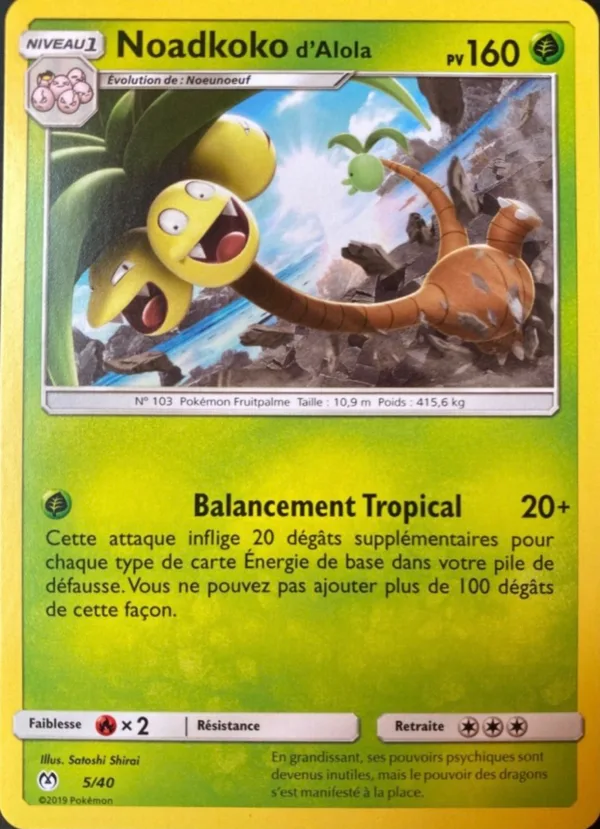 NIVEAU 1
Noadkoko d'Alola
PV 160
Évolution de : Noeunoeuf
N° 103 Pokémon Fruitpalme Taille : 10,9 m Poids : 415,6 kg
Balancement Tropical 20+
Cette attaque inflige 20 dégâts supplémentaires pour
chaque type de carte Énergie de base dans votre pile de
défausse. Vous ne pouvez pas ajouter plus de 100 dégâts
de cette façon.
Faiblesse ×2 Résistance Retraite
Illus. Satoshi Shirai
5/40
©2019 Pokémon
En grandissant, ses pouvoirs psychiques sont
devenus inutiles, mais le pouvoir des dragons
s'est manifesté à la place.